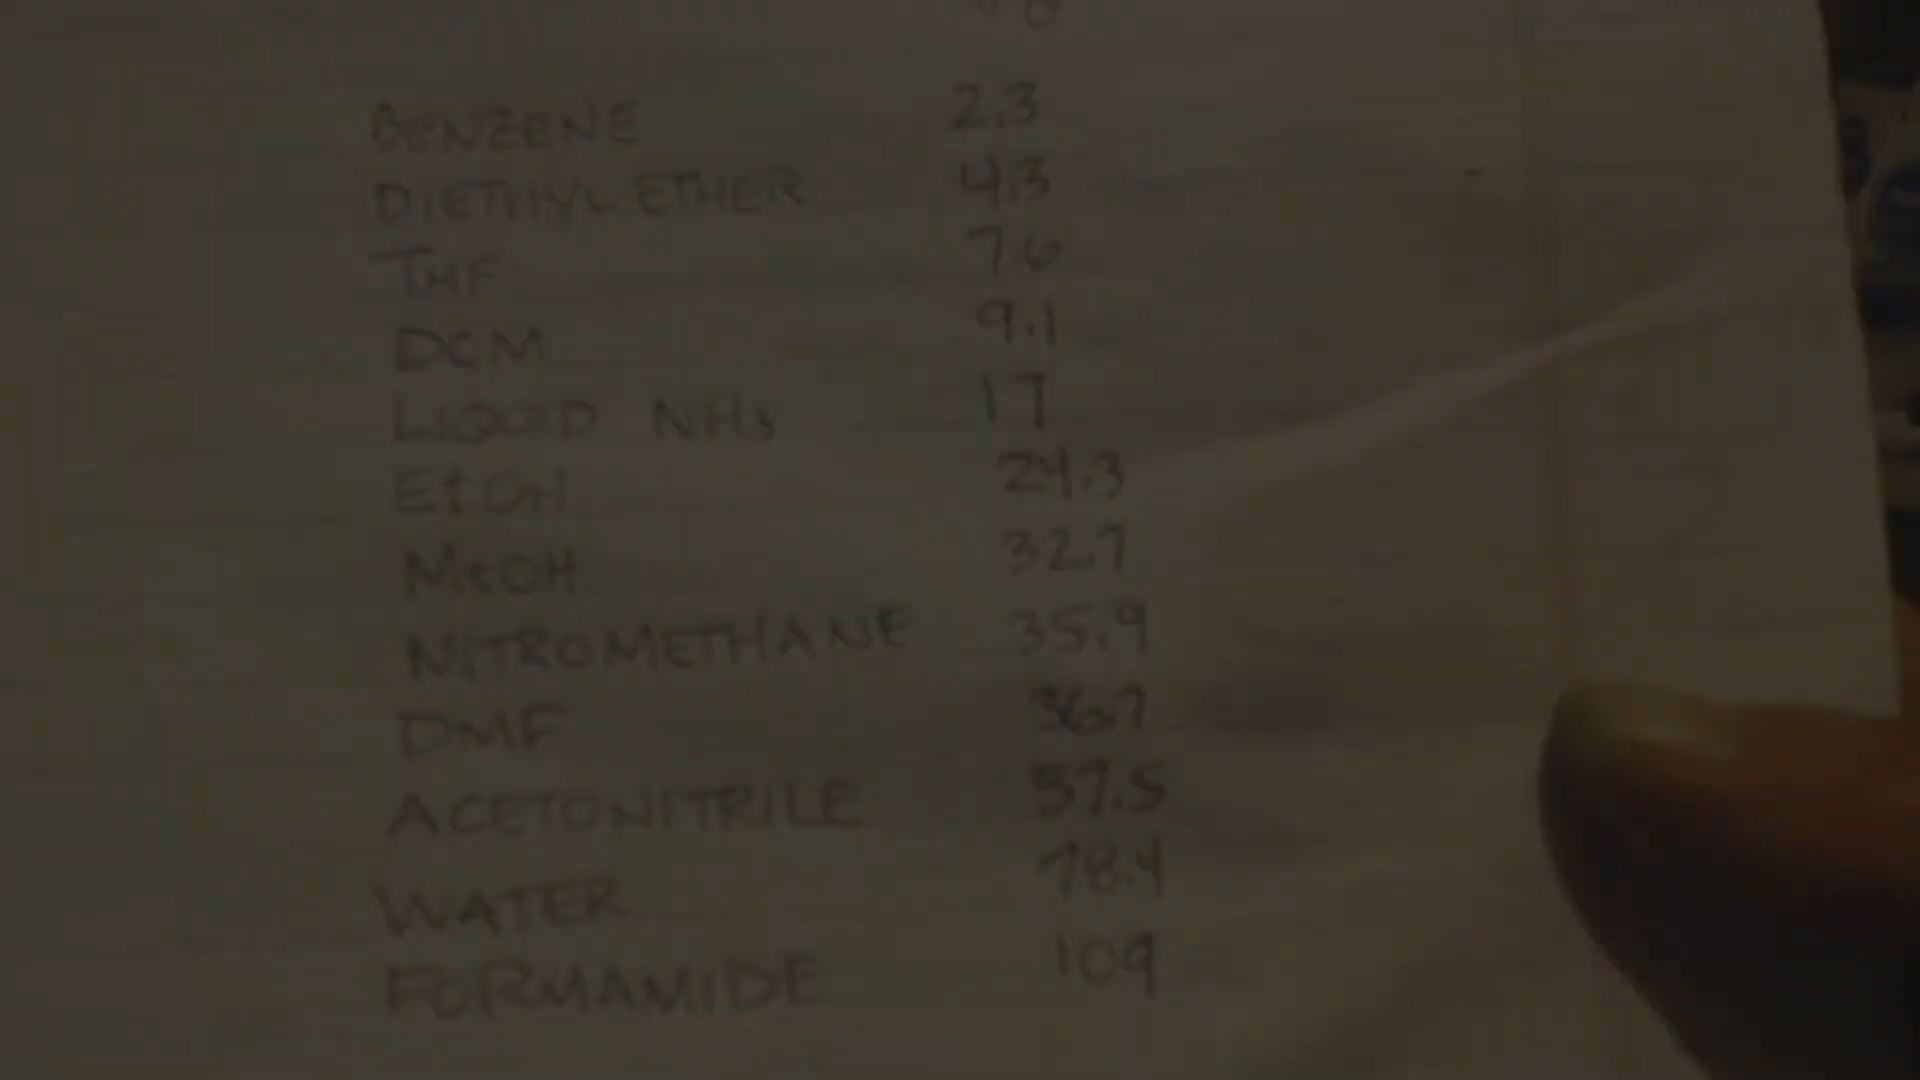 BENZENE 2.3
DIETHYL ETHER 4.3
THF 7.6
DCM 9.1
LIQUID NH3 17
EtOH 24.3
MeOH 32.7
NITROMETHANE 35.9
DMF 36.7
ACETONITRILE 37.5
WATER 78.4
FORMAMIDE 109